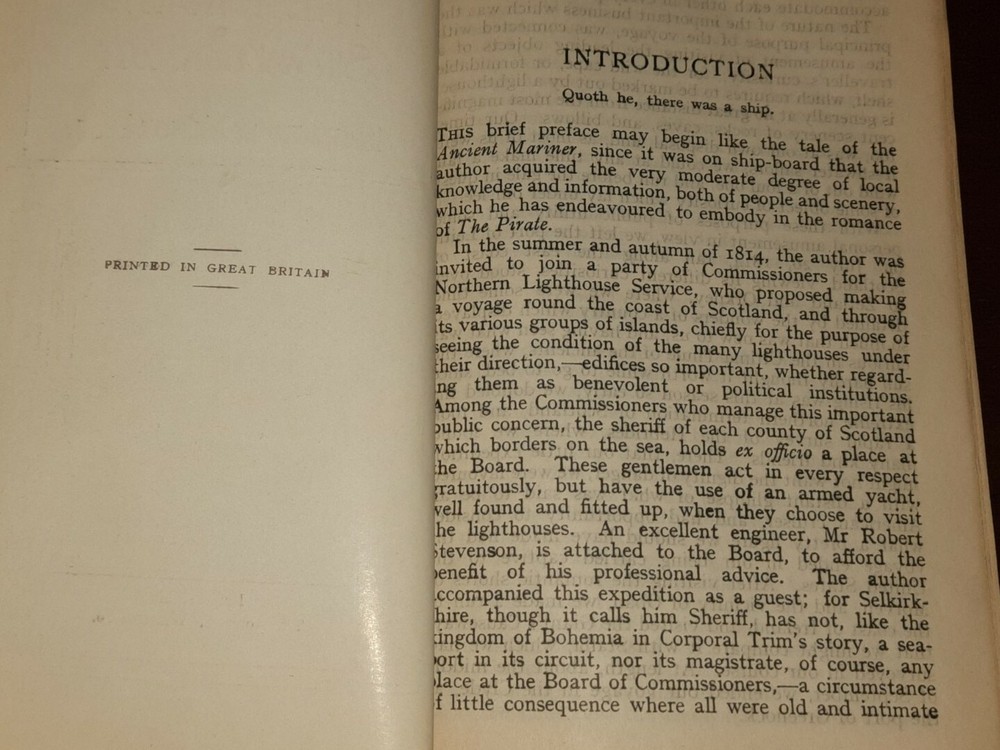 PRINTED IN GREAT BRITAIN
INTRODUCTION
Quoth he, there was a ship.
THIS brief preface may begin like the tale of the
Ancient Mariner, since it was on ship-board that the
author acquired the very moderate degree of local
knowledge and information, both of people and scenery,
which he has endeavoured to embody in the romance
of The Pirate.
In the summer and autumn of 1814, the author was
invited to join a party of Commissioners for the
Northern Lighthouse Service, who proposed making
a voyage round the coast of Scotland, and through
its various groups of islands, chiefly for the purpose of
seeing the condition of the many lighthouses under
their direction,—edifices so important, whether regard-
ing them as benevolent or political institutions.
Among the Commissioners who manage this important
public concern, the sheriff of each county of Scotland
which borders on the sea, holds ex officio a place at
the Board. These gentlemen act in every respect
gratuitously, but have the use of an armed yacht,
well found and fitted up, when they choose to visit
the lighthouses. An excellent engineer, Mr Robert
Stevenson, is attached to the Board, to afford the
benefit of his professional advice. The author
accompanied this expedition as a guest; for Selkirk-
shire, though it calls him Sheriff, has not, like the
kingdom of Bohemia in Corporal Trim's story, a sea-
port in its circuit, nor its magistrate, of course, any
place at the Board of Commissioners,—a circumstance
of little consequence where all were old and intimate